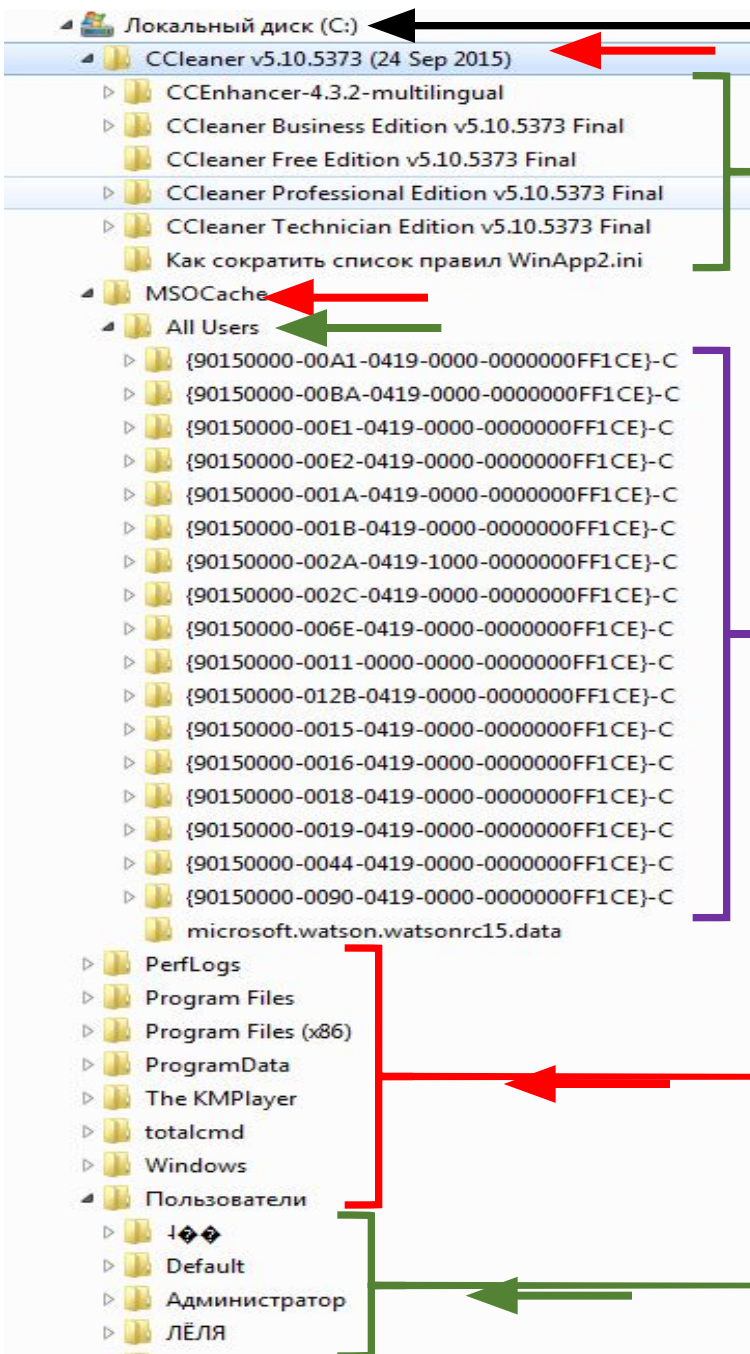 Локальный диск (C:)
CCleaner v5.10.5373 (24 Sep 2015)
CCEnhancer-4.3.2-multilingual
CCleaner Business Edition v5.10.5373 Final
CCleaner Free Edition v5.10.5373 Final
CCleaner Professional Edition v5.10.5373 Final
CCleaner Technician Edition v5.10.5373 Final
Как сократить список правил WinApp2.ini
MSOCache
All Users
{90150000-00A1-0419-0000-0000000FF1CE}-C
{90150000-00BA-0419-0000-0000000FF1CE}-C
{90150000-00E1-0419-0000-0000000FF1CE}-C
{90150000-00E2-0419-0000-0000000FF1CE}-C
{90150000-001A-0419-0000-0000000FF1CE}-C
{90150000-001B-0419-0000-0000000FF1CE}-C
{90150000-002A-0419-1000-0000000FF1CE}-C
{90150000-002C-0419-0000-0000000FF1CE}-C
{90150000-006E-0419-0000-0000000FF1CE}-C
{90150000-0011-0000-0000-0000000FF1CE}-C
{90150000-012B-0419-0000-0000000FF1CE}-C
{90150000-0015-0419-0000-0000000FF1CE}-C
{90150000-0016-0419-0000-0000000FF1CE}-C
{90150000-0018-0419-0000-0000000FF1CE}-C
{90150000-0019-0419-0000-0000000FF1CE}-C
{90150000-0044-0419-0000-0000000FF1CE}-C
{90150000-0090-0419-0000-0000000FF1CE}-C
microsoft.watson.watsonrc15.data
PerfLogs
Program Files
Program Files (x86)
ProgramData
The KMPlayer
totalcmd
Windows
Пользователи
Default
Администратор
ЛЁЛЯ